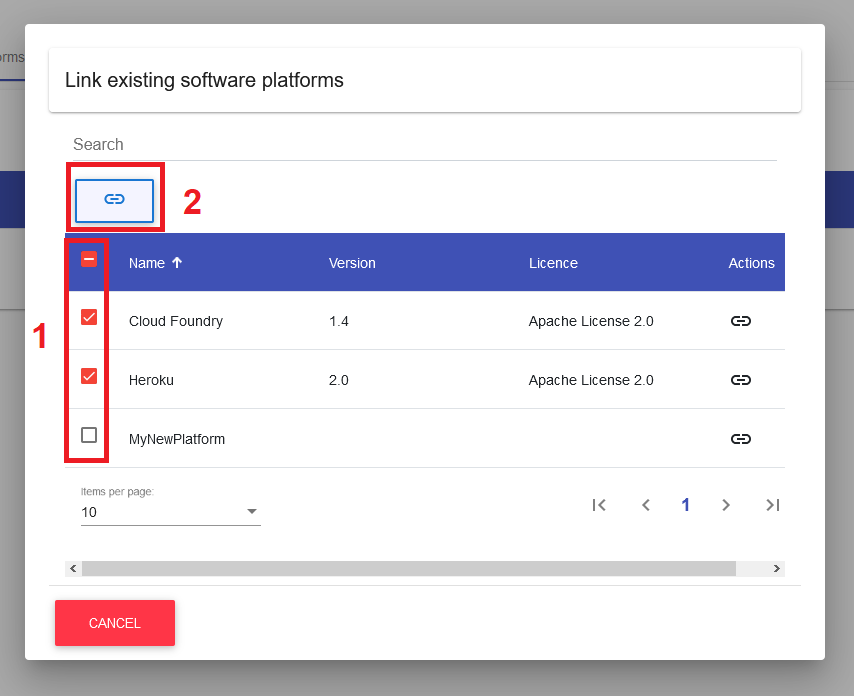 orms
Link existing software platforms
Search
2
Name Version Licence Actions
1
Cloud Foundry 1.4 Apache License 2.0
Heroku 2.0 Apache License 2.0
MyNewPlatform
Items per page:
10
1
CANCEL